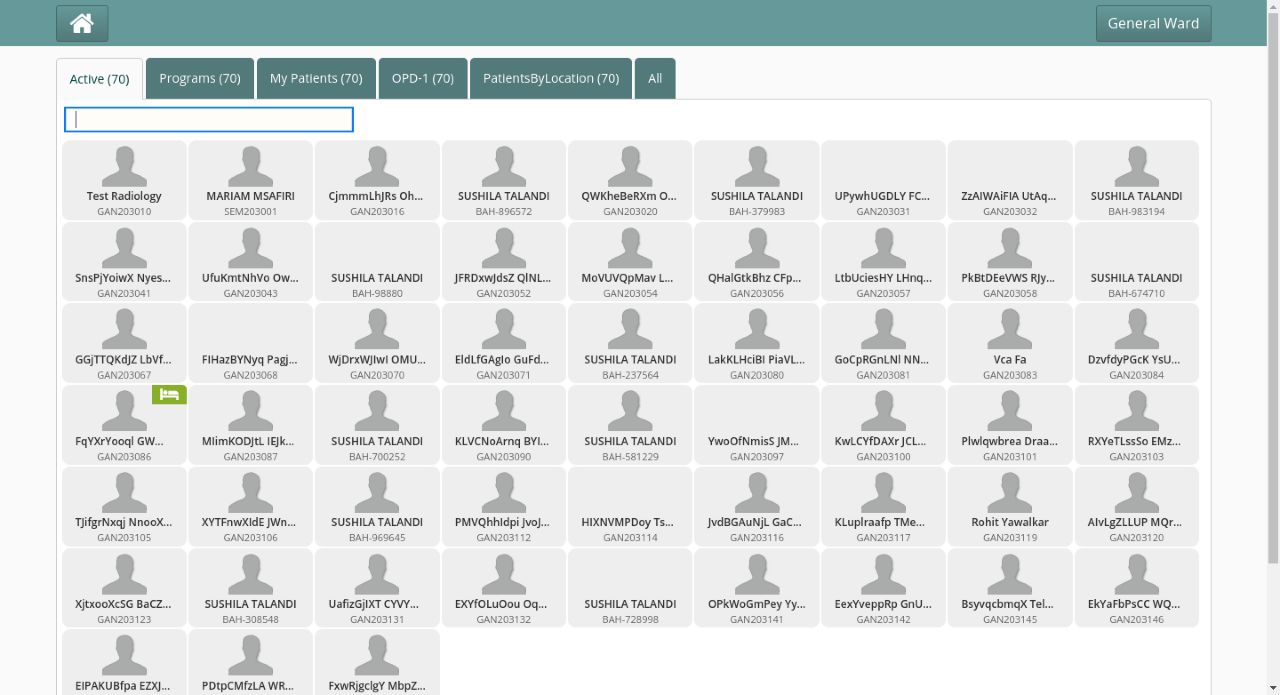 General Ward
Active (70) Programs (70) My Patients (70) OPD-1 (70) PatientsByLocation (70) All
Test Radiology MARIAM MSAFIRI CjmmmLhJRs Oh... SUSHILA TALANDI QWKheBeRXm O... SUSHILA TALANDI UPywhUGDLY FC... ZzAIWAiFIA UtAq... SUSHILA TALANDI
GAN203010 SEM203001 GAN203016 BAH-896572 GAN203020 BAH-379983 GAN203031 GAN203032 BAH-983194
SnsPjYoiwX Nyes... UfuKmtNhVo Ow... SUSHILA TALANDI JFRDxwJdsZ QlNL... MoVUVQpMav L... QHalGtkBhz CFp... LtbUciesHY LHnq... PkBtDEeVWS RJy... SUSHILA TALANDI
GAN203041 GAN203043 BAH-98880 GAN203052 GAN203054 GAN203056 GAN203057 GAN203058 BAH-674710
GGjTTQKdJZ LbVf... FIHazBYNyq Pagj... WjDrxWJIwI OMU... EldLfGAgIo GuFd... SUSHILA TALANDI LakKLHciBI PiaVL... GoCpRGnLNl NN... Vca Fa DzvfdyPGcK YsU...
GAN203067 GAN203068 GAN203070 GAN203071 BAH-237564 GAN203080 GAN203081 GAN203083 GAN203084
FqYXrYooql GW... MIimKODJtL IEJk... SUSHILA TALANDI KLVCNoArnq BYI... SUSHILA TALANDI YwoOfNmisS JM... KwLCYfDAXr JCL... Plwlqwbrea Draa... RXYeTLssSo EMz...
GAN203086 GAN203087 BAH-700252 GAN203090 BAH-581229 GAN203097 GAN203100 GAN203101 GAN203103
TJifgrNxqj NnooX... XYTFnwXIdE JWn... SUSHILA TALANDI PMVQhhIdpi JvoJ... HIXNVMPDoy Ts... JvdBGAuNjL GaC... KLuplraafp TMe... Rohit Yawalkar AIvLgZLLUP MQr...
GAN203105 GAN203106 BAH-969645 GAN203112 GAN203114 GAN203116 GAN203117 GAN203119 GAN203120
XjtxooXcSG BaCZ... SUSHILA TALANDI UafizGjIXT CYVY... EXYfOLuOou Oq... SUSHILA TALANDI OPkWoGmPey Yy... EexYveppRp GnU... BsyvqcbmqX Tel... EkYaFbPsCC WQ...
GAN203123 BAH-308548 GAN203131 GAN203132 BAH-728998 GAN203141 GAN203142 GAN203145 GAN203146
EIPAKUBfpa EZXJ... PDtpCMfzLA WR... FxwRjgclgY MbpZ...